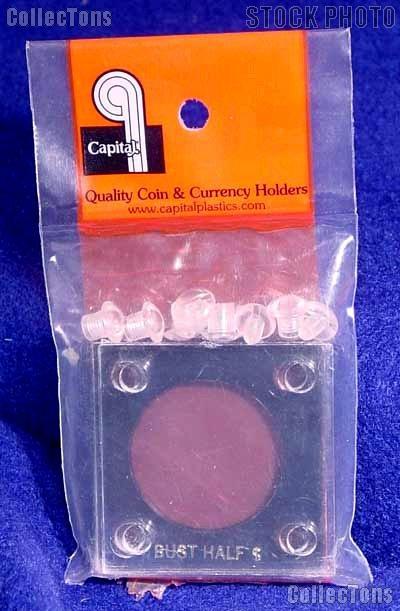 CollecTons
STOCK PHOTO
Capital
Quality Coin & Currency Holders
www.capitalplastics.com
BUST HALF $
CollecTons